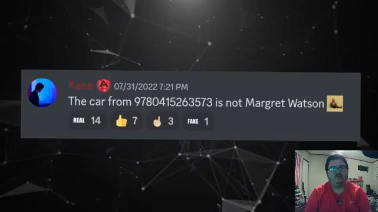 Kane 07/31/2022 7:21 PM
The car from 9780415263573 is not Margret Watson
REAL 14 👍 7 ☝ 3 FAKE 1